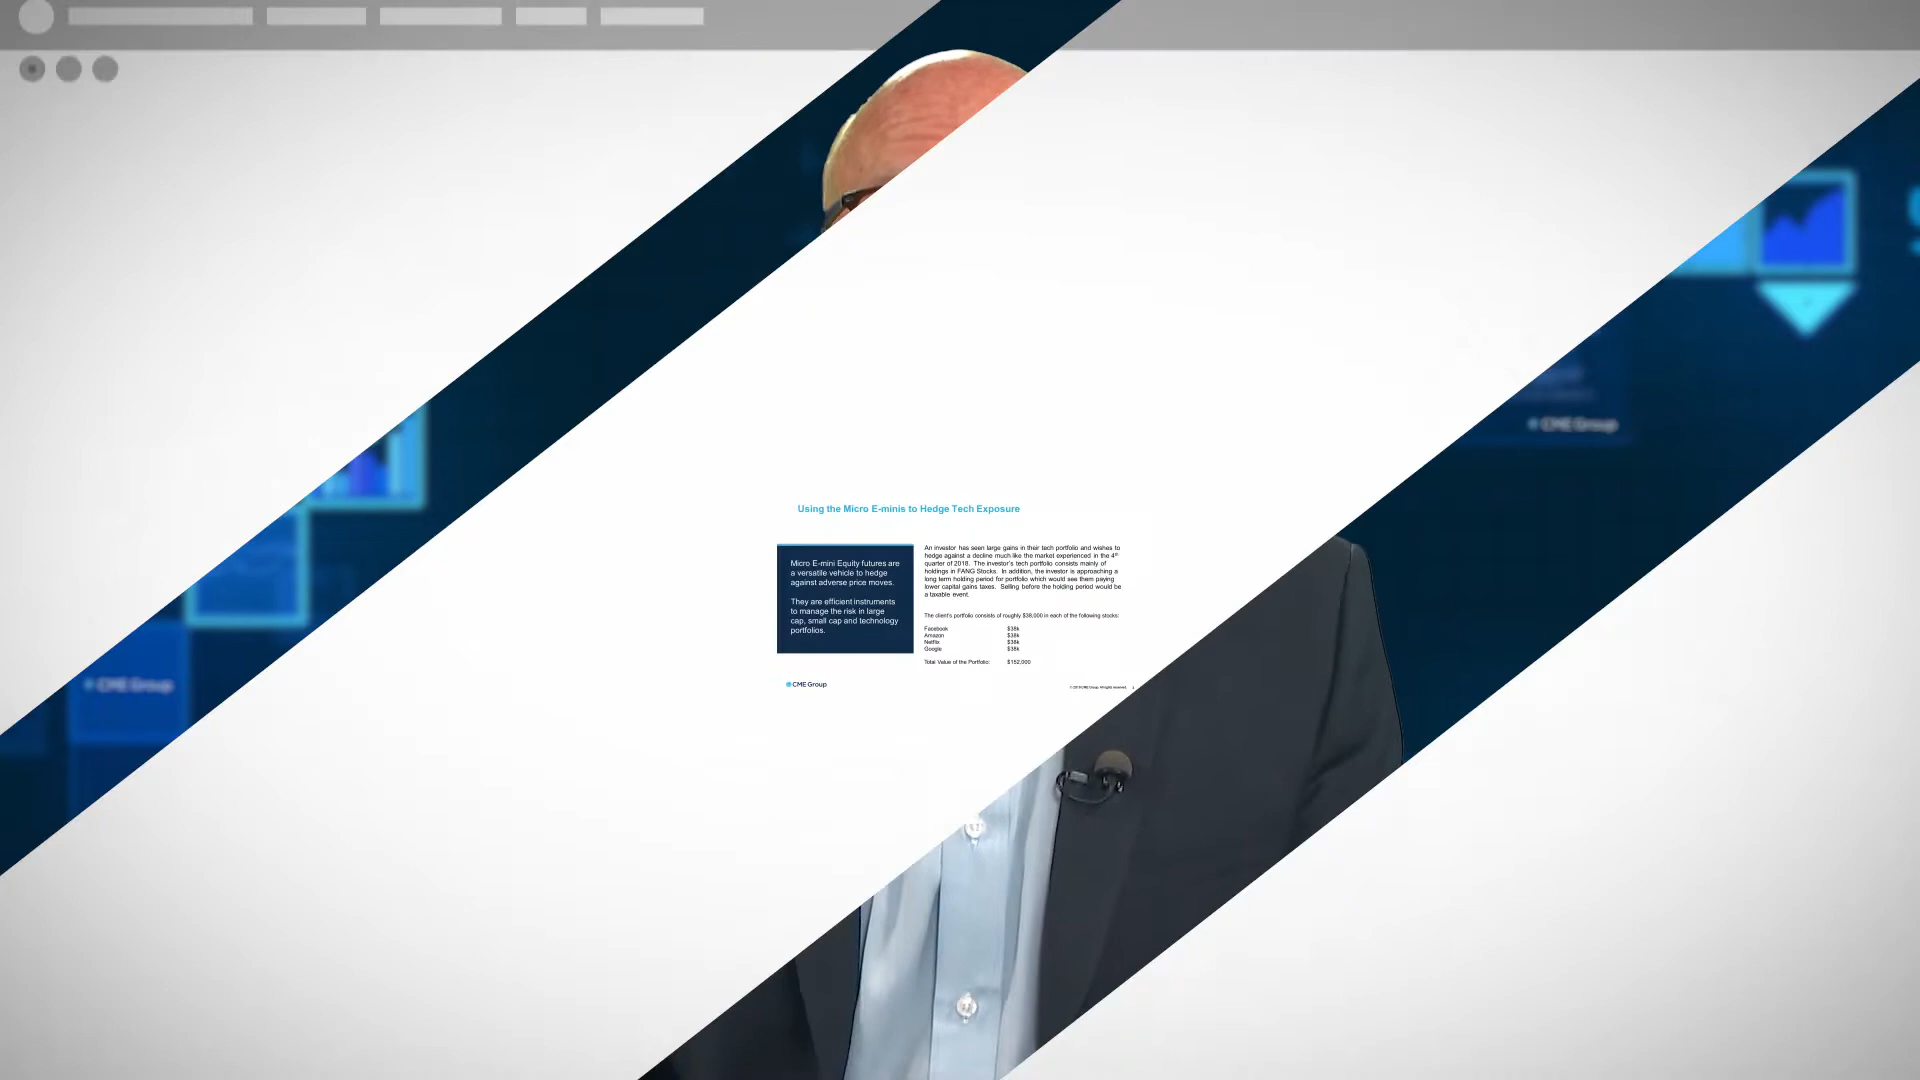 Using the Micro E-minis to Hedge Tech Exposure
Micro E-mini Equity futures are
a versatile vehicle to hedge
against adverse price moves.
They are efficient instruments
to manage the risk in large
cap, small cap and technology
portfolios.
An investor has seen large gains in their tech portfolio and wishes to
hedge against a decline much like the market experienced in the 4th
quarter of 2018. The investor's tech portfolio consists mainly of
holdings in FANG Stocks. In addition, the investor is approaching a
long term holding period for portfolio which would see them paying
lower capital gains taxes. Selling before the holding period would be
a taxable event.
The client's portfolio consists of roughly $38,000 in each of the following stocks:
Facebook $38k
Amazon $38k
Netflix $38k
Google $38k
Total Value of the Portfolio: $152,000
CME Group
© 2019 CME Group. All rights reserved.
CME Group
CME Group